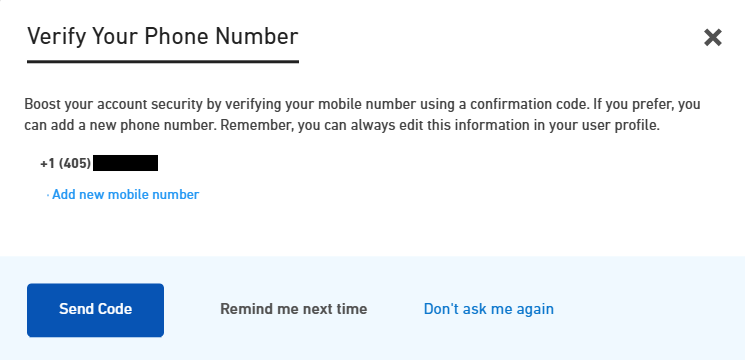 Verify Your Phone Number
Boost your account security by verifying your mobile number using a confirmation code. If you prefer, you
can add a new phone number. Remember, you can always edit this information in your user profile.
+1 (405)
· Add new mobile number
Send Code
Remind me next time
Don't ask me again